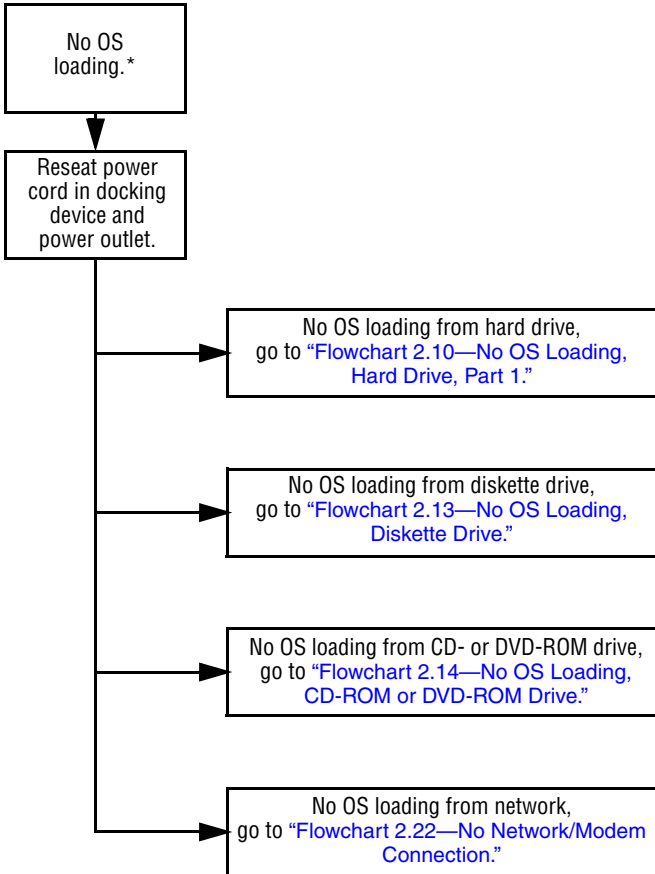 No OS
loading.*
Reseat power
cord in docking
device and
power outlet.
No OS loading from hard drive,
go to “Flowchart 2.10—No OS Loading,
Hard Drive, Part 1.”
No OS loading from diskette drive,
go to “Flowchart 2.13—No OS Loading,
Diskette Drive.”
No OS loading from CD- or DVD-ROM drive,
go to “Flowchart 2.14—No OS Loading,
CD-ROM or DVD-ROM Drive.”
No OS loading from network,
go to “Flowchart 2.22—No Network/Modem
Connection.”